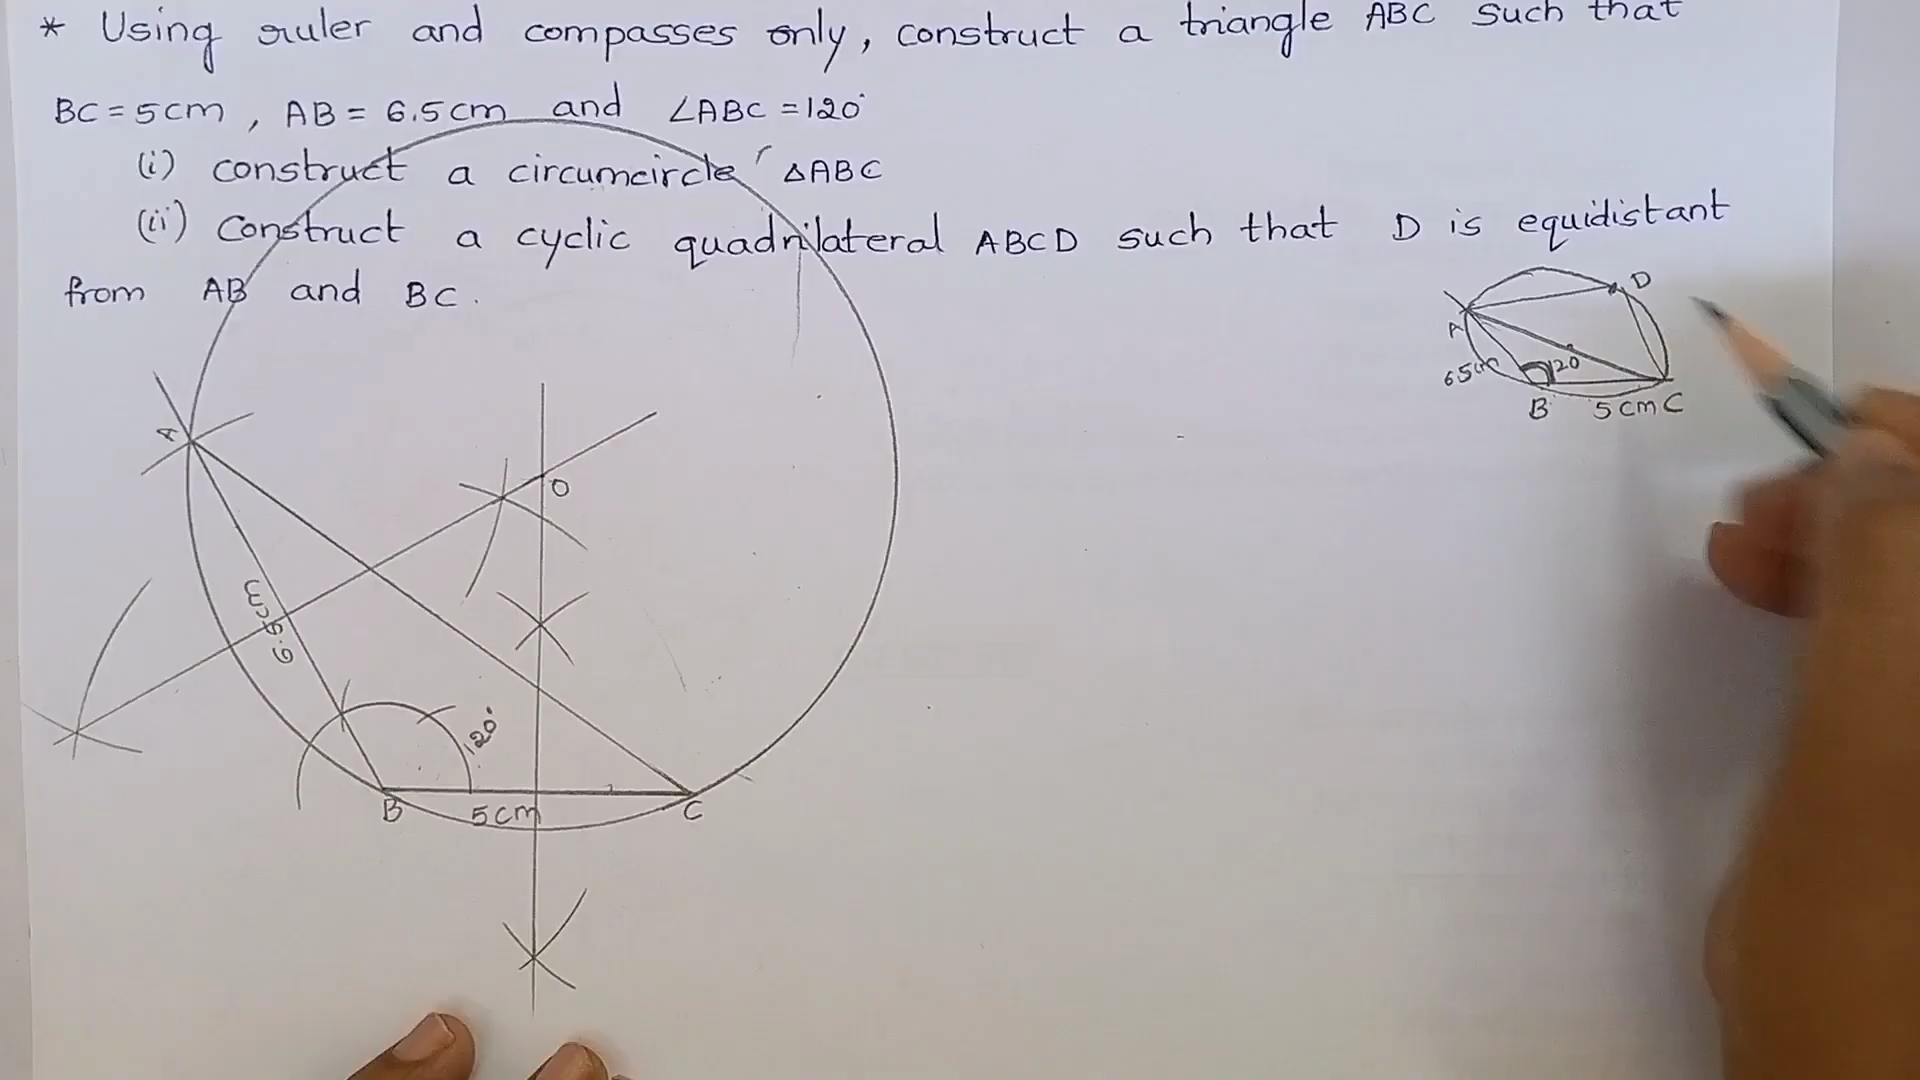 * Using ruler and compasses only, construct a triangle ABC such that
BC = 5cm , AB = 6.5cm and ∠ABC = 120°
(i) construct a circumcircle ΔABC
(ii) Construct a cyclic quadrilateral ABCD such that D is equidistant
from AB and BC.
D
A
6.5cm
120
B 5cm C
A
O
6.5cm
120°
B 5cm C